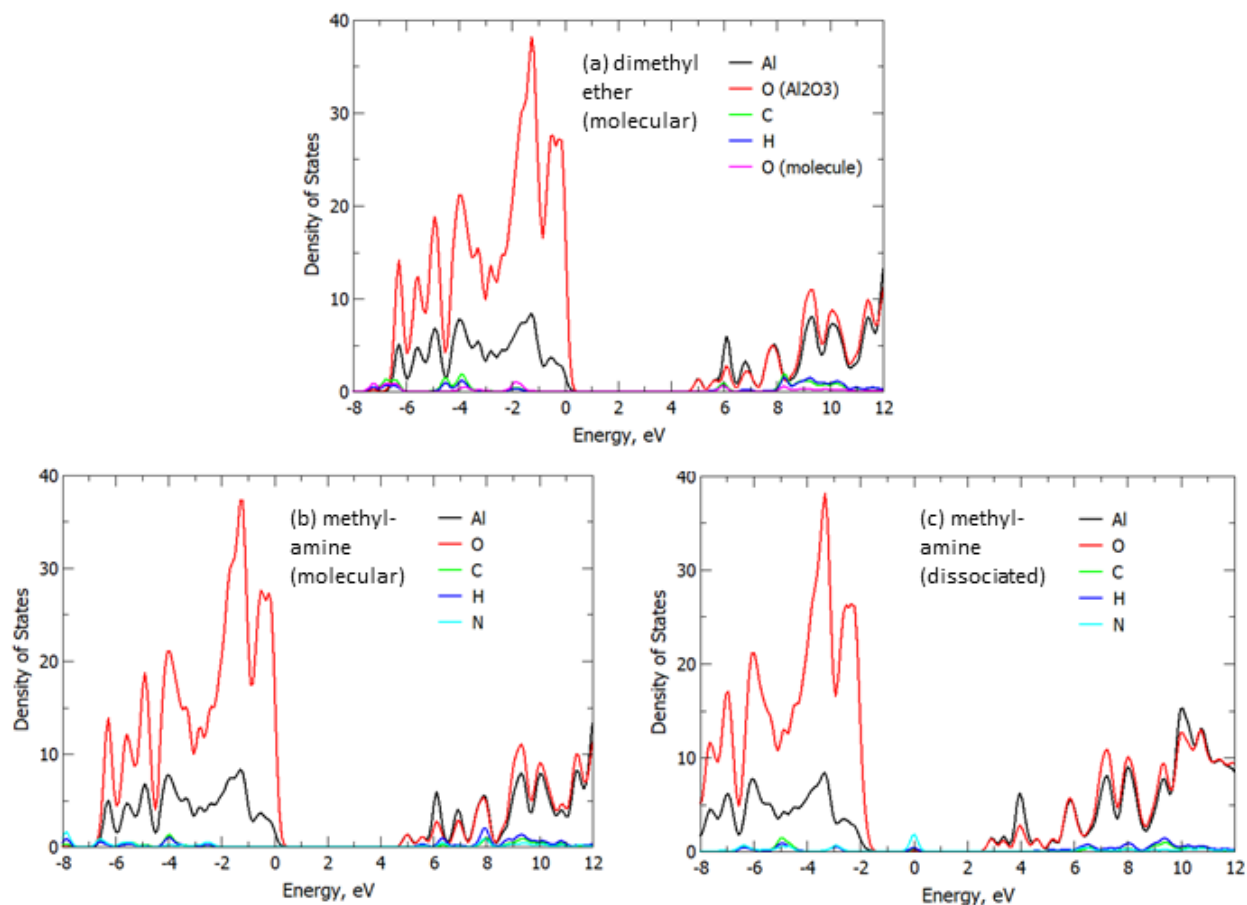 40
30
20
10
0
Density of States
(a) dimethyl
ether
(molecular)
Al
O (Al2O3)
C
H
O (molecule)
-8 -6 -4 -2 0 2 4 6 8 10 12
Energy, eV
40
30
20
10
0
Density of States
(b) methyl-
amine
(molecular)
Al
O
C
H
N
-8 -6 -4 -2 0 2 4 6 8 10 12
Energy, eV
40
30
20
10
0
Density of States
(c) methyl-
amine
(dissociated)
Al
O
C
H
N
-8 -6 -4 -2 0 2 4 6 8 10 12
Energy, eV